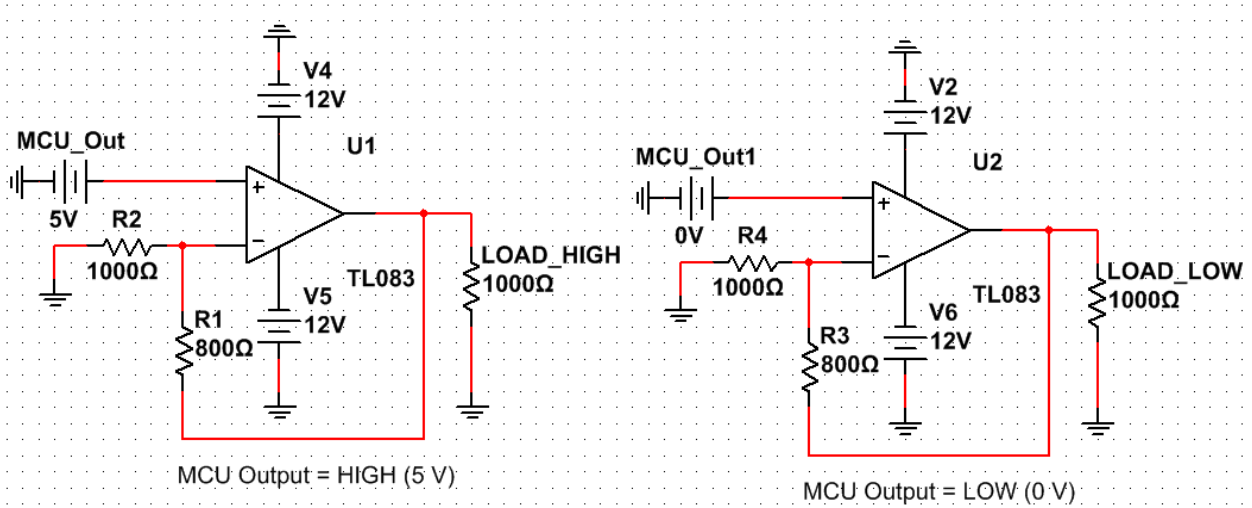 V4
12V
MCU_Out
U1
+
5V
R2
1000Ω
−
TL083
LOAD_HIGH
1000Ω
R1
800Ω
V5
12V
MCU Output = HIGH (5 V)
V2
12V
MCU_Out1
U2
+
0V
R4
1000Ω
−
TL083
LOAD_LOW
1000Ω
R3
800Ω
V6
12V
MCU Output = LOW (0 V)